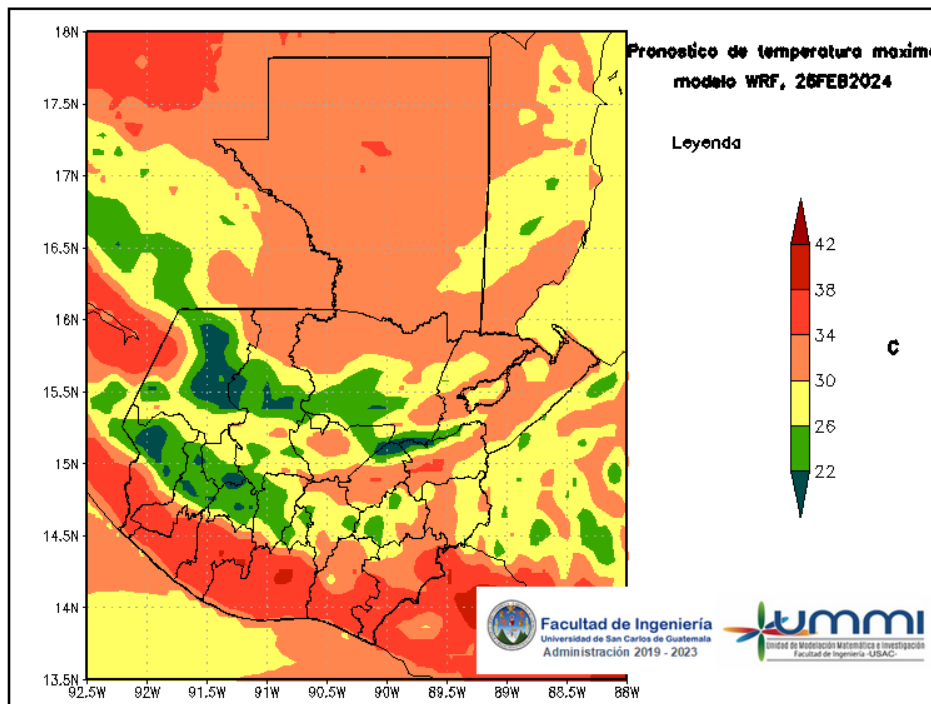 Pronostico de temperatura maxima
modelo WRF, 26FEB2024
Leyenda
42
38
34
30
26
22
C
18N
17.5N
17N
16.5N
16N
15.5N
15N
14.5N
14N
13.5N
92.5W
92W
91.5W
91W
90.5W
90W
89.5W
89W
88.5W
88W
Facultad de Ingeniería
Universidad de San Carlos de Guatemala
Administración 2019 - 2023
ummi
Unidad de Modelación Matemática e Investigación
Facultad de Ingeniería -USAC-